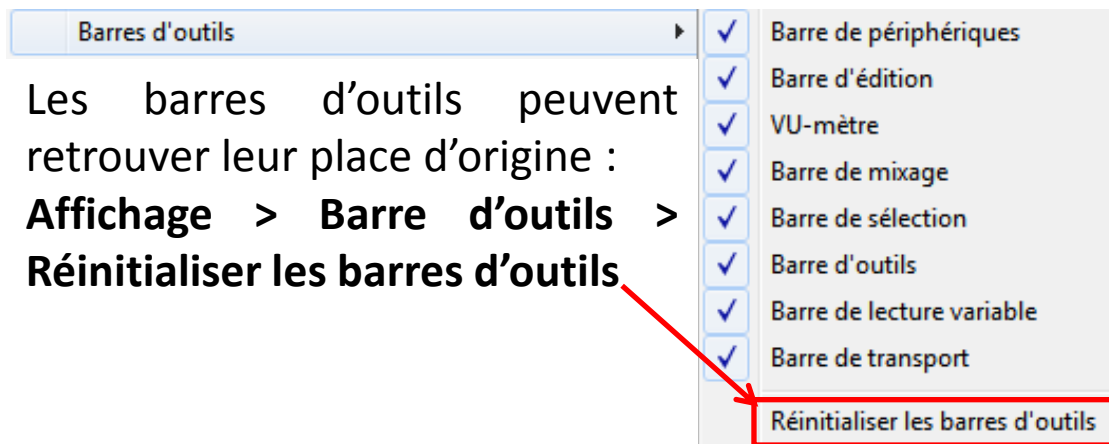 Barres d'outils
Les barres d’outils peuvent
retrouver leur place d’origine :
Affichage > Barre d’outils >
Réinitialiser les barres d’outils
Barre de périphériques
Barre d'édition
VU-mètre
Barre de mixage
Barre de sélection
Barre d'outils
Barre de lecture variable
Barre de transport
Réinitialiser les barres d'outils